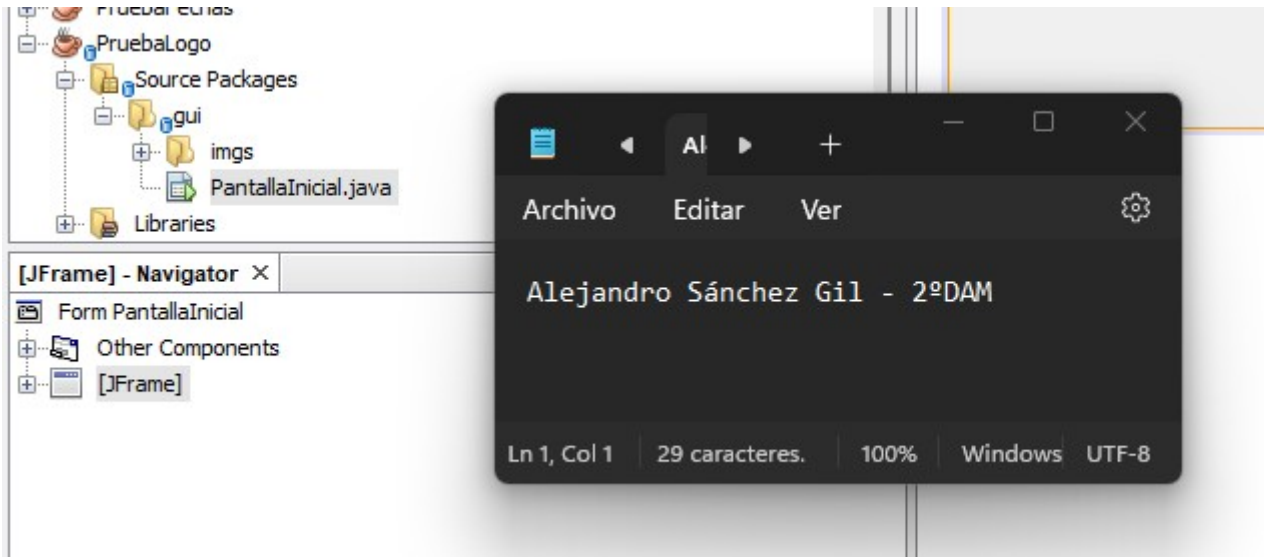 PruebaFechas
PruebaLogo
Source Packages
gui
imgs
PantallaInicial.java
Libraries
[JFrame] - Navigator ×
Form PantallaInicial
Other Components
[JFrame]
Al
Archivo Editar Ver
Alejandro Sánchez Gil - 2ºDAM
Ln 1, Col 1 29 caracteres. 100% Windows UTF-8